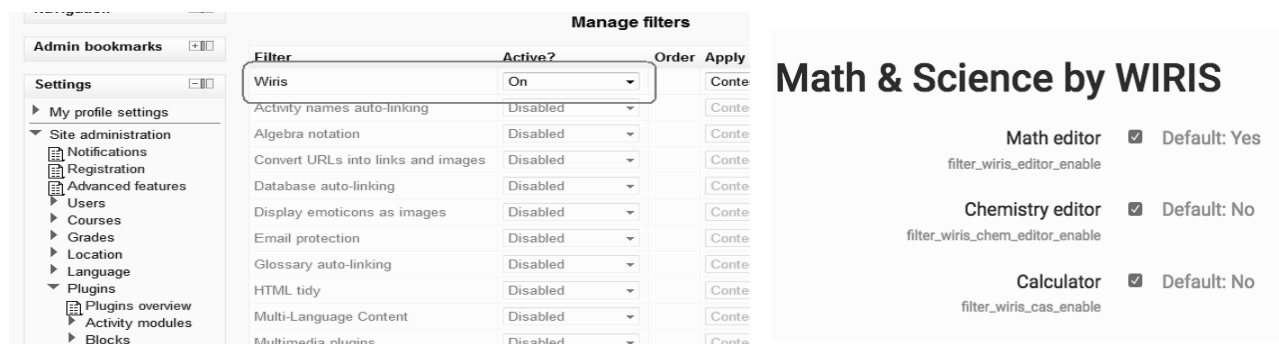 Manage filters
Admin bookmarks
Settings
My profile settings
Site administration
Notifications
Registration
Advanced features
Users
Courses
Grades
Location
Language
Plugins
Plugins overview
Activity modules
Blocks
Filter Active? Order Apply
Wiris On Conte
Activity names auto-linking Disabled Conte
Algebra notation Disabled Conte
Convert URLs into links and images Disabled Conte
Database auto-linking Disabled Conte
Display emoticons as images Disabled Conte
Email protection Disabled Conte
Glossary auto-linking Disabled Conte
HTML tidy Disabled Conte
Multi-Language Content Disabled Conte
Multimedia plugins Disabled Conte
Math & Science by WIRIS
Math editor Default: Yes
filter_wiris_editor_enable
Chemistry editor Default: No
filter_wiris_chem_editor_enable
Calculator Default: No
filter_wiris_cas_enable